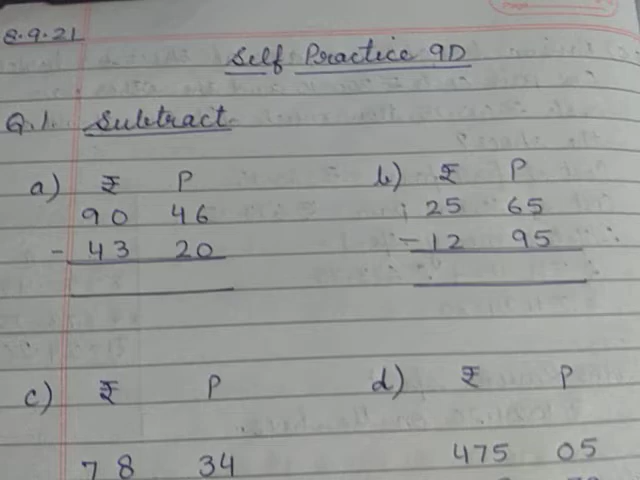 8.9.21
Self Practice 9D
Q.1. Subtract
a) ₹ P b) ₹ P
90 46 25 65
- 43 20 - 12 95
c) ₹ P d) ₹ P
78 34 475 05